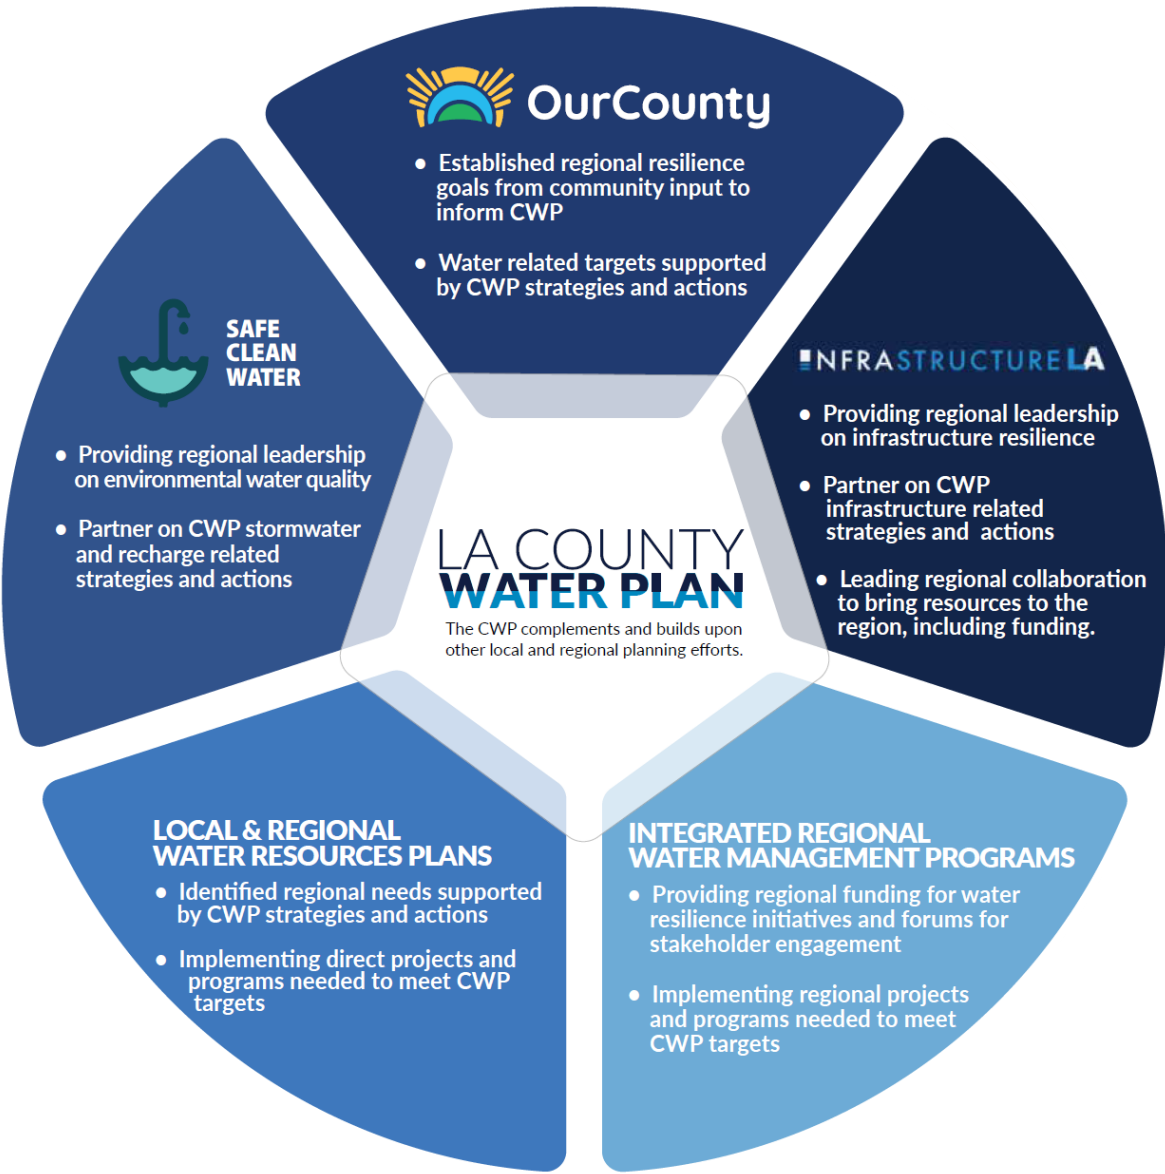 OurCounty
● Established regional resilience
goals from community input to
inform CWP
● Water related targets supported
by CWP strategies and actions
INFRASTRUCTURE LA
● Providing regional leadership
on infrastructure resilience
● Partner on CWP
infrastructure related
strategies and actions
● Leading regional collaboration
to bring resources to the
region, including funding.
INTEGRATED REGIONAL
WATER MANAGEMENT PROGRAMS
● Providing regional funding for water
resilience initiatives and forums for
stakeholder engagement
● Implementing regional projects
and programs needed to meet
CWP targets
LOCAL & REGIONAL
WATER RESOURCES PLANS
● Identified regional needs supported
by CWP strategies and actions
● Implementing direct projects and
programs needed to meet CWP
targets
SAFE
CLEAN
WATER
● Providing regional leadership
on environmental water quality
● Partner on CWP stormwater
and recharge related
strategies and actions
LA COUNTY
WATER PLAN
The CWP complements and builds upon
other local and regional planning efforts.